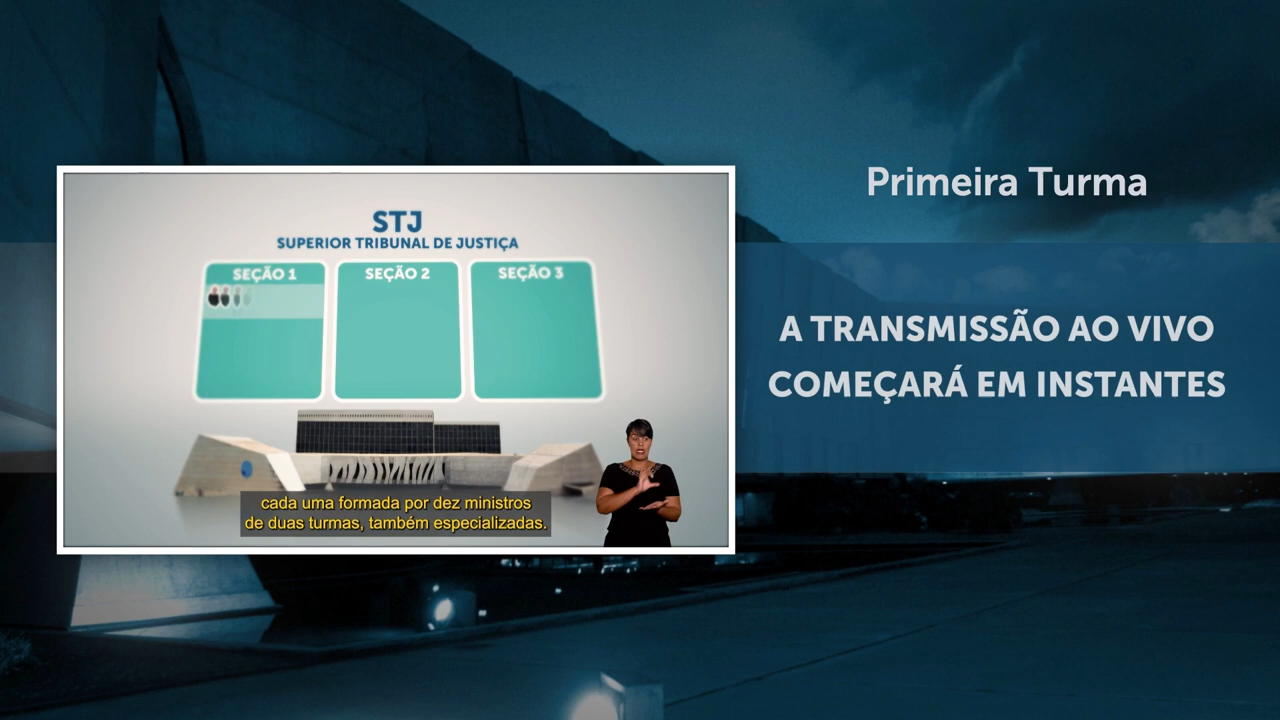 Primeira Turma
STJ
SUPERIOR TRIBUNAL DE JUSTIÇA
SEÇÃO 1
SEÇÃO 2
SEÇÃO 3
A TRANSMISSÃO AO VIVO
COMEÇARÁ EM INSTANTES
cada uma formada por dez ministros
de duas turmas, também especializadas.